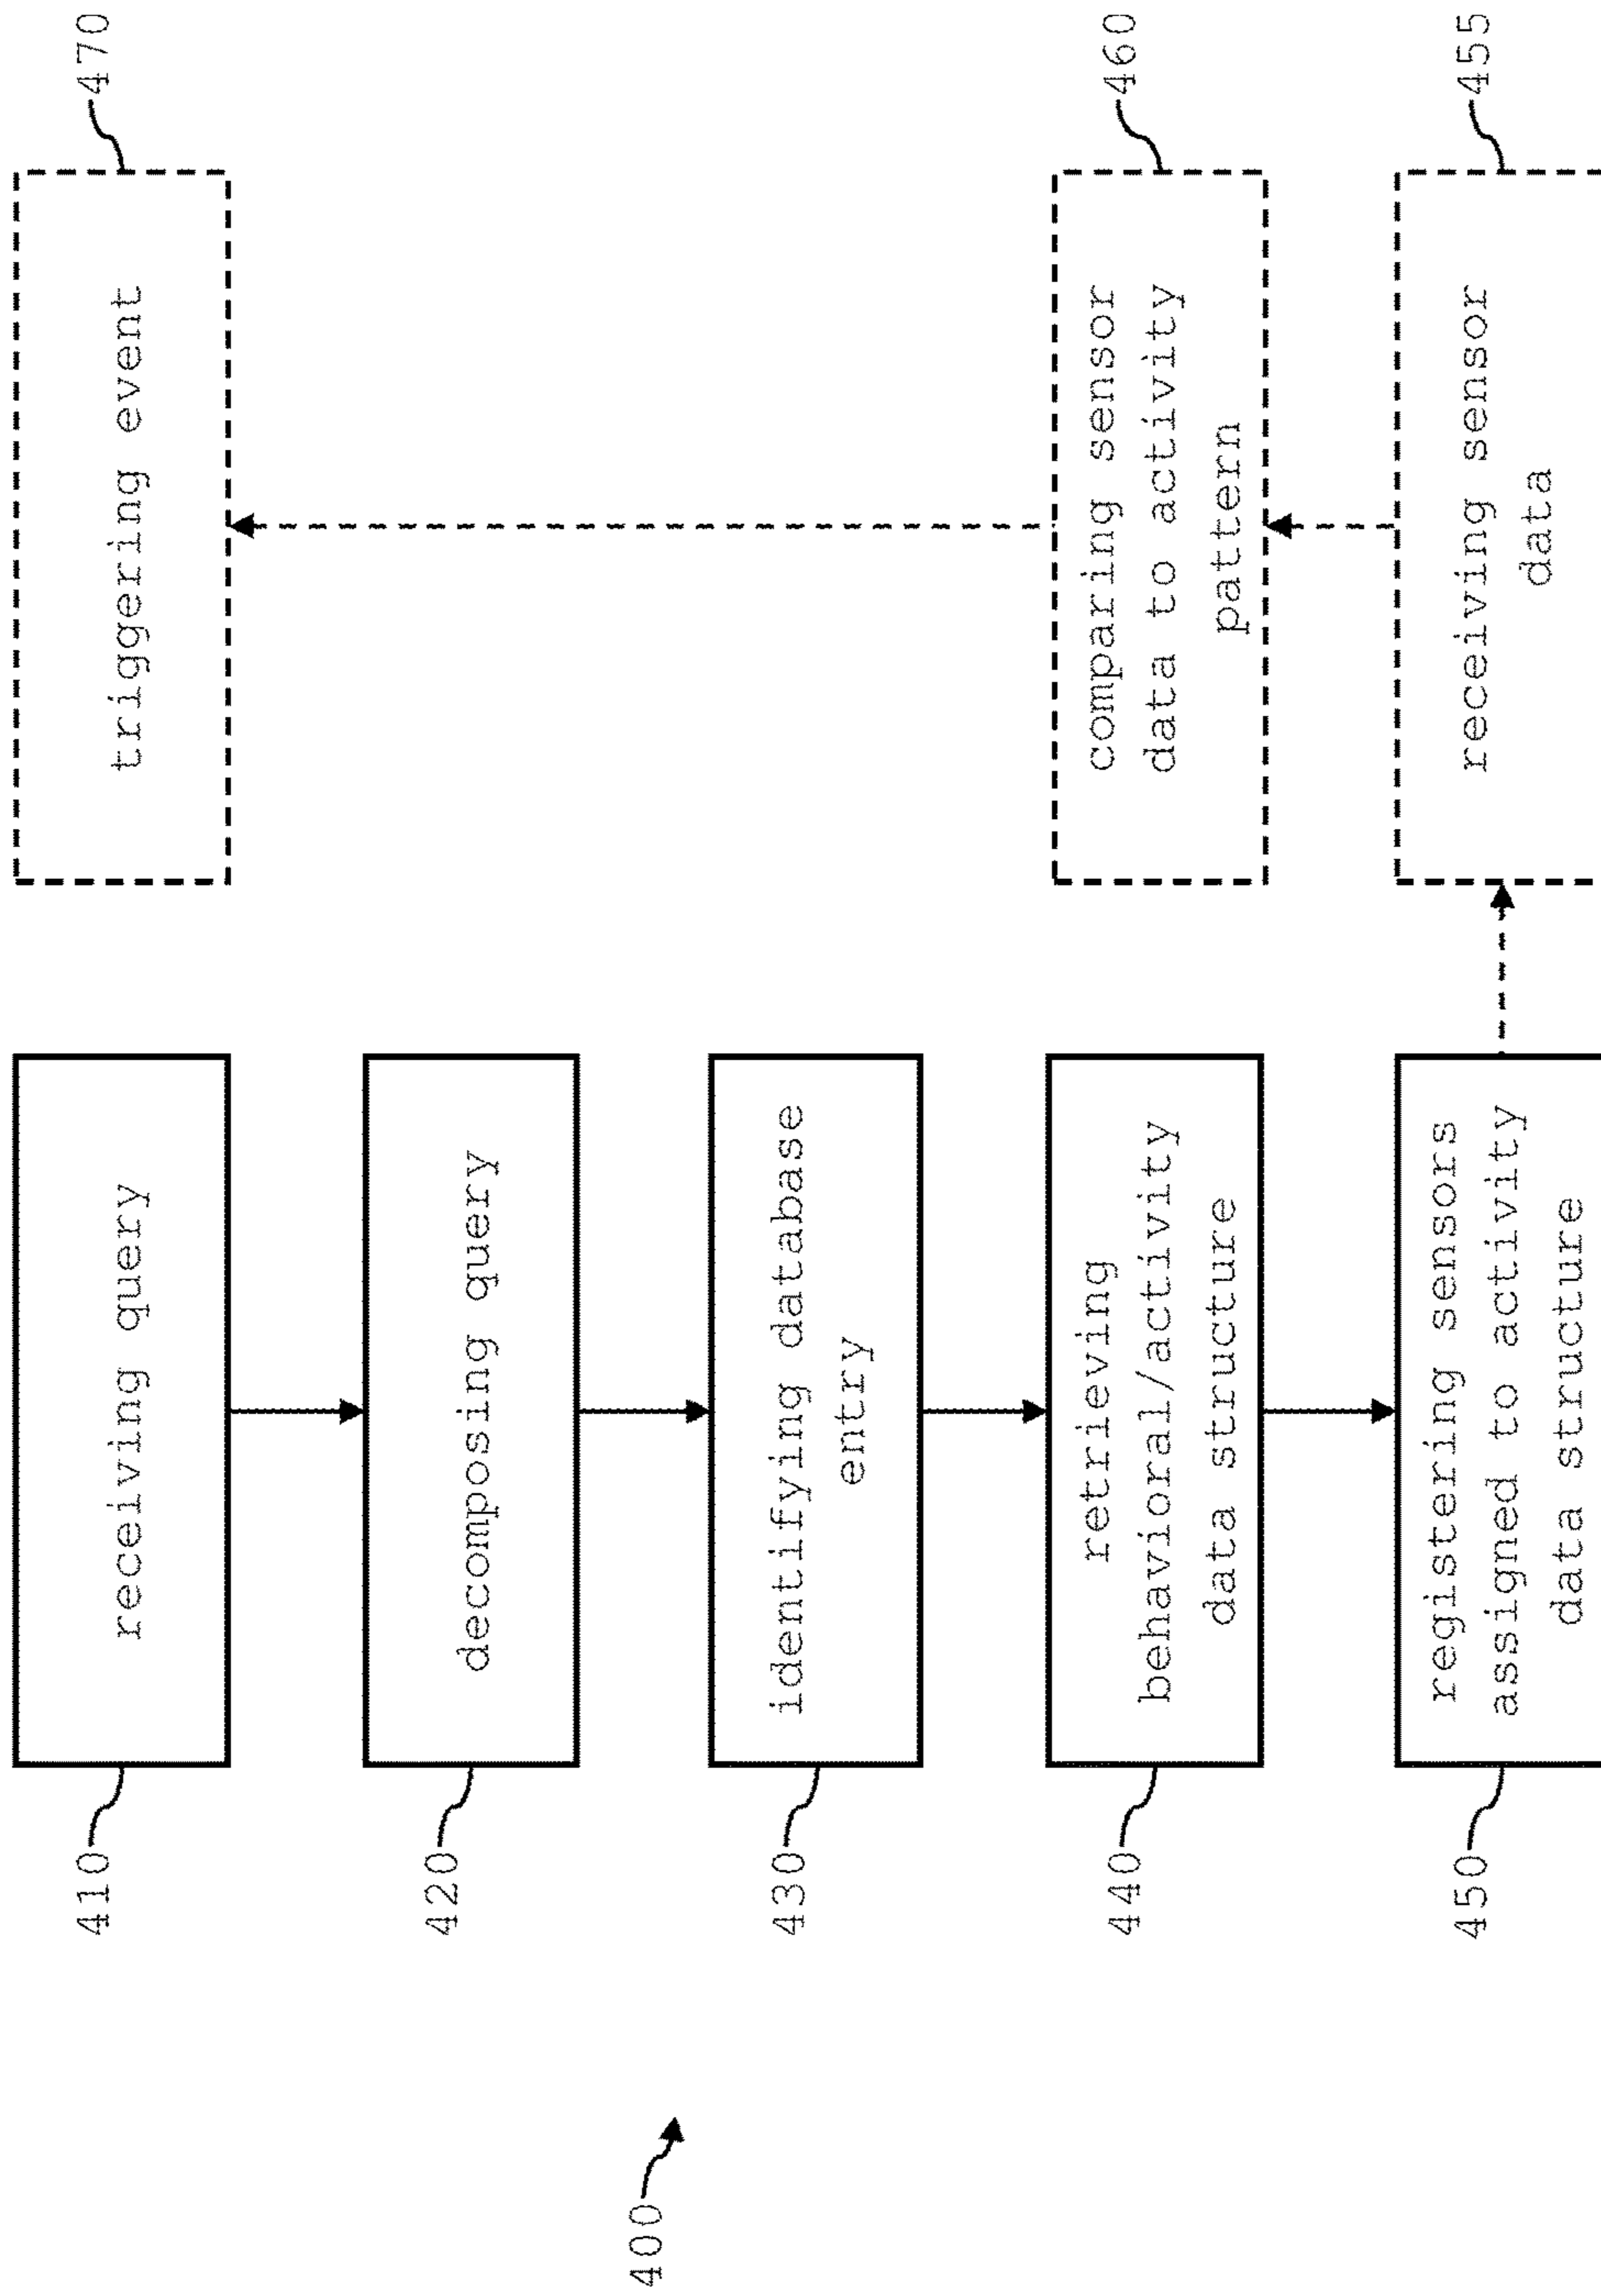 400
410
receiving query
420
decomposing query
430
identifying database
entry
440
retrieving
behavioral/activity
data structure
450
registering sensors
assigned to activity
data structure
455
receiving sensor
data
460
comparing sensor
data to activity
pattern
470
triggering event